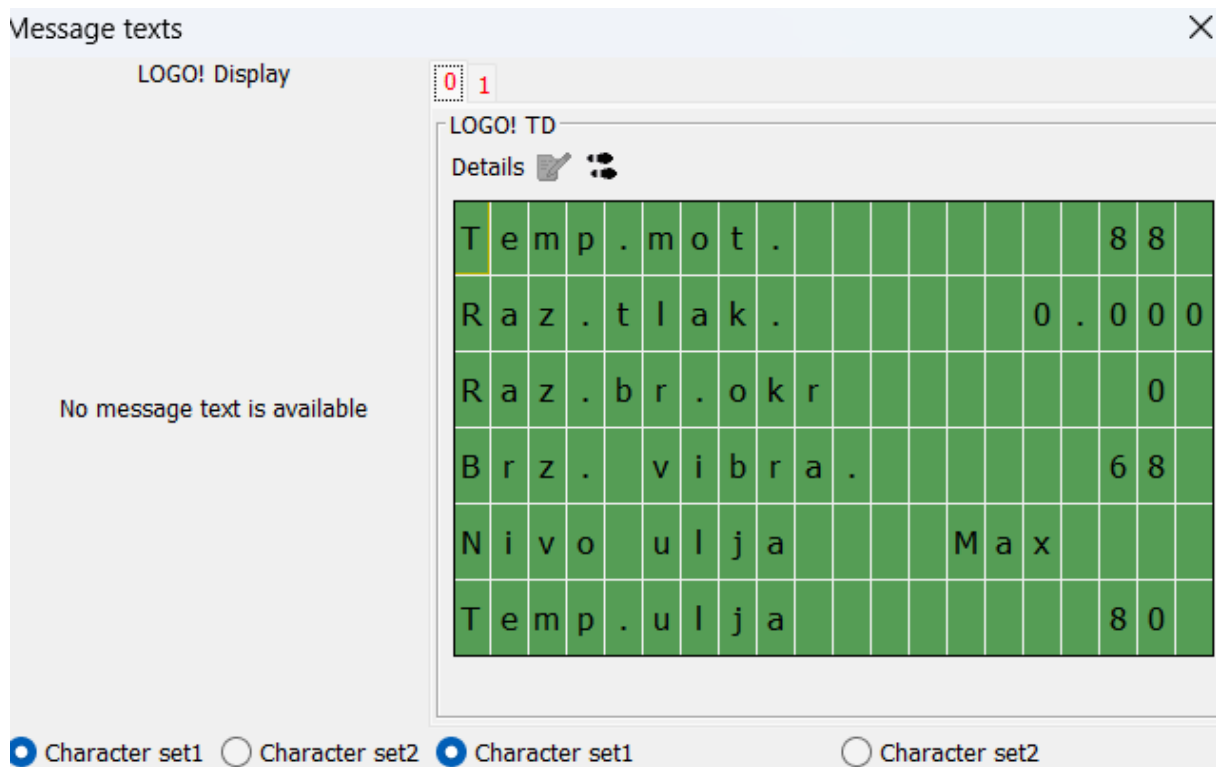 Message texts
LOGO! Display
0 1
LOGO! TD
Details
Temp.mot. 88
Raz.tlak. 0.000
Raz.br.okr 0
Brz. vibra. 68
Nivo ulja Max
Temp.ulja 80
No message text is available
Character set1 Character set2 Character set1 Character set2